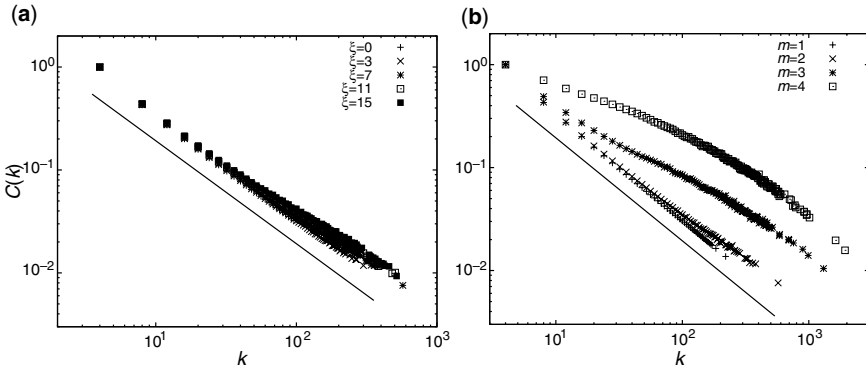 (a)
ξ=0
ξ=3
ξ=7
ξ=11
ξ=15
10⁰
10⁻¹
10⁻²
C(k)
10¹
10²
10³
k
(b)
m=1
m=2
m=3
m=4
10⁰
10⁻¹
10⁻²
10¹
10²
10³
k